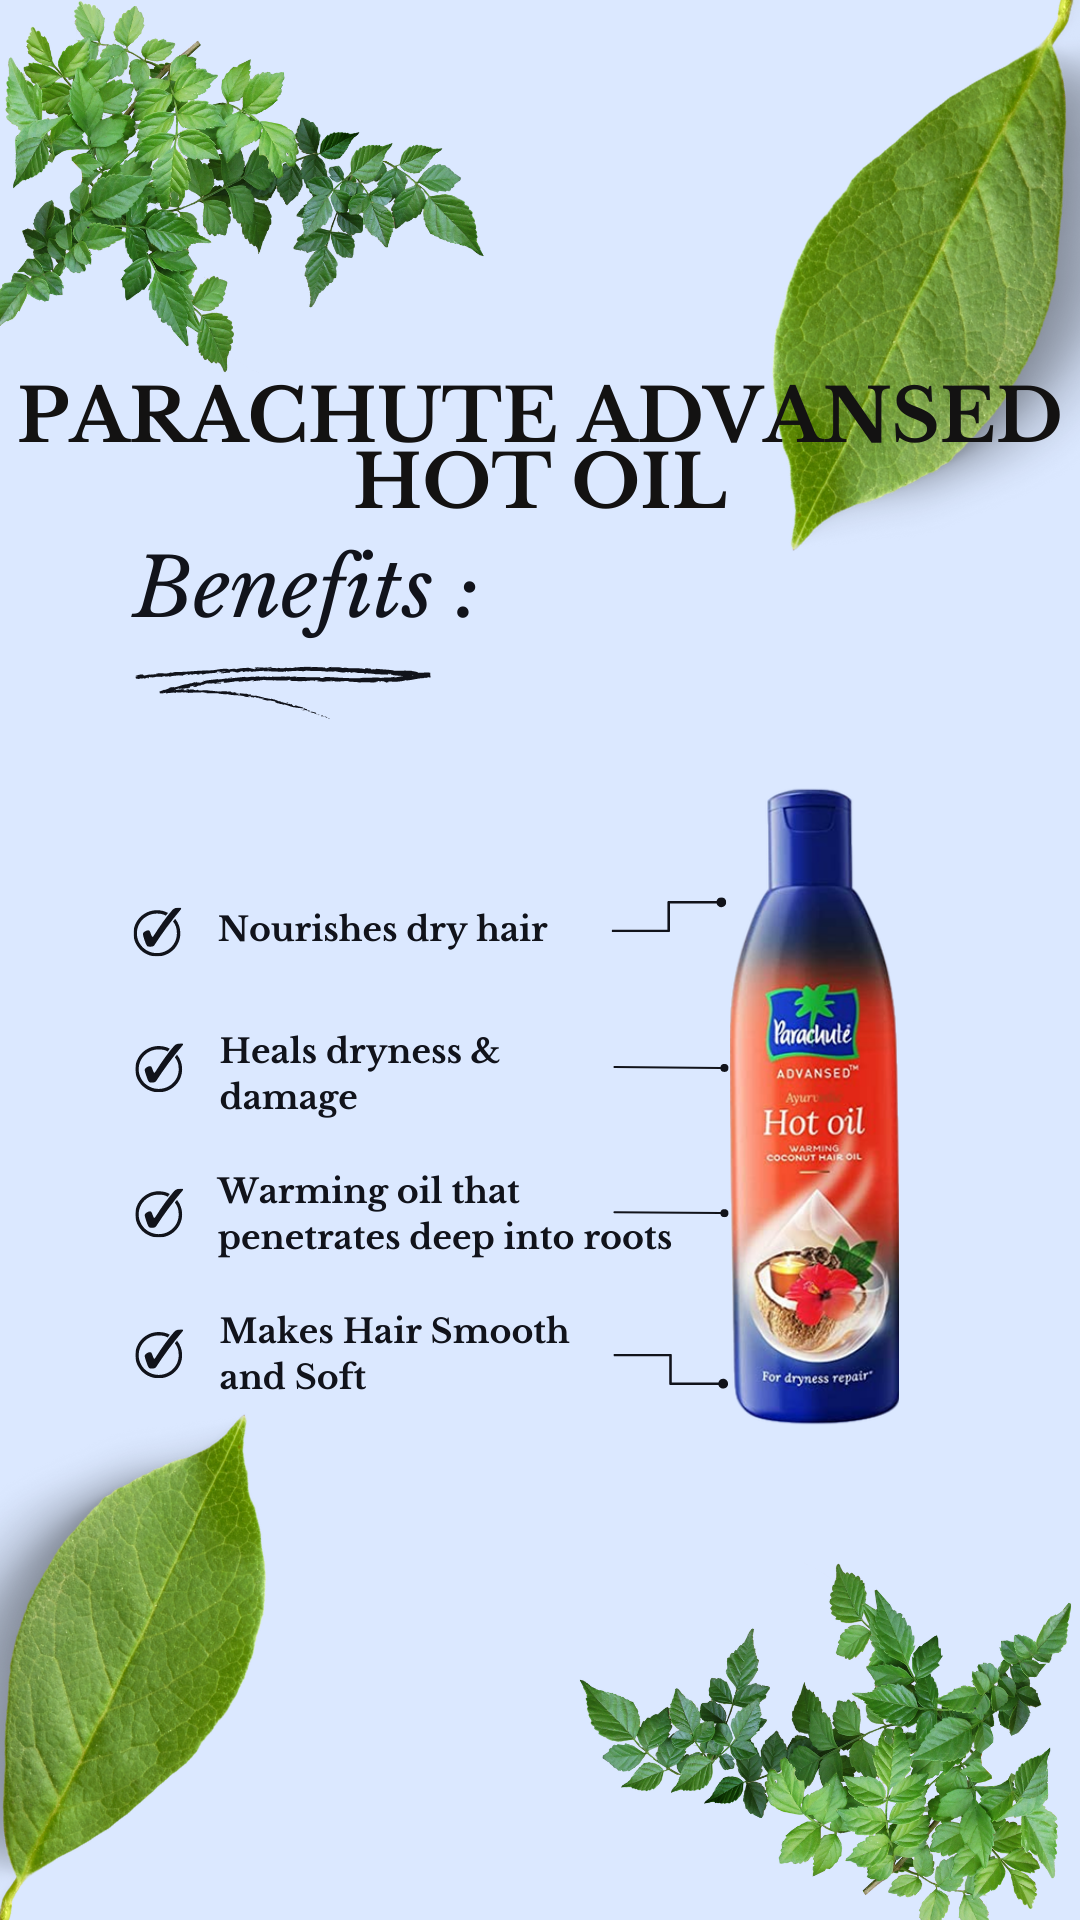 PARACHUTE ADVANSED
HOT OIL
Benefits :
Nourishes dry hair
Heals dryness &
damage
Warming oil that
penetrates deep into roots
Makes Hair Smooth
and Soft
Parachute
ADVANSED™
Hot oil
WARMING
COCONUT HAIR OIL
For dryness repair*